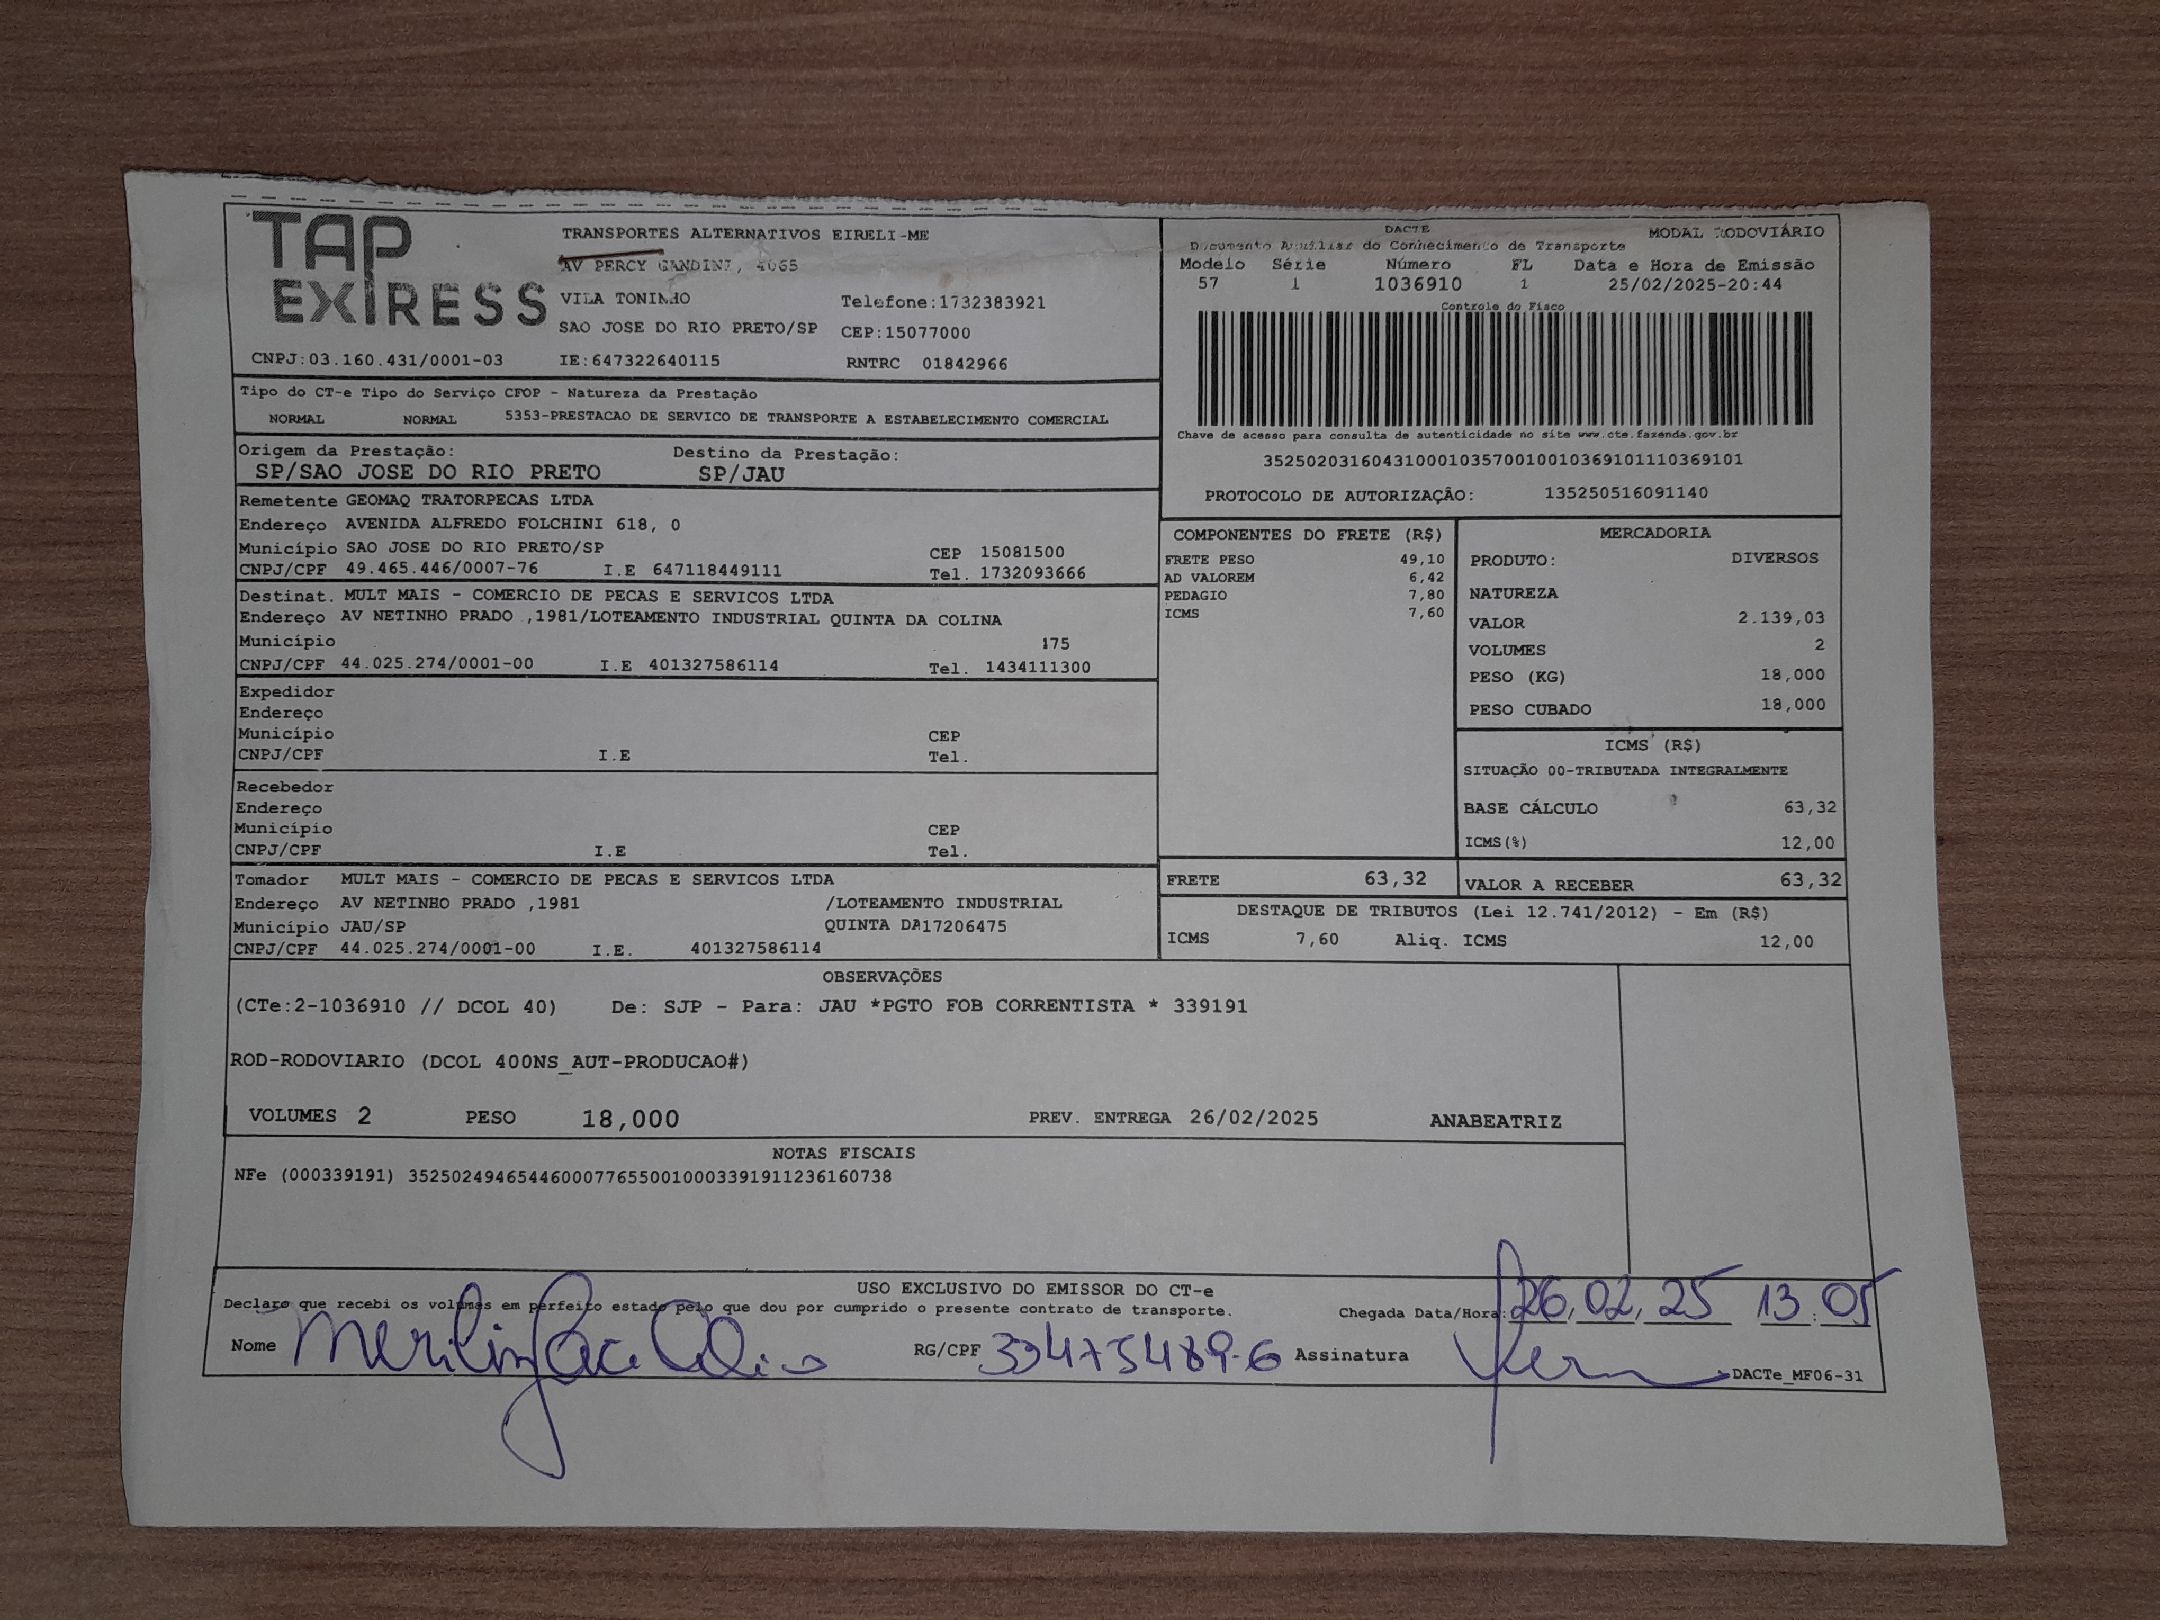 TAP
EXPRESS
TRANSPORTES ALTERNATIVOS EIRELI-ME
AV PERCY GANDINI, 4065
VILA TONINHO Telefone:1732383921
SAO JOSE DO RIO PRETO/SP CEP:15077000
CNPJ:03.160.431/0001-03 IE:647322640115 RNTRC 01842966
DACTE MODAL RODOVIÁRIO
Documento Auxiliar do Conhecimento de Transporte
Modelo Série Número FL Data e Hora de Emissão
57 1 1036910 1 25/02/2025-20:44
Controle do Fisco
Chave de acesso para consulta de autenticidade no site www.cte.fazenda.gov.br
35250203160431000103570010010369101110369101
PROTOCOLO DE AUTORIZAÇÃO: 135250516091140
Tipo do CT-e Tipo do Serviço CFOP - Natureza da Prestação
NORMAL NORMAL 5353-PRESTACAO DE SERVICO DE TRANSPORTE A ESTABELECIMENTO COMERCIAL
Origem da Prestação: Destino da Prestação:
SP/SAO JOSE DO RIO PRETO SP/JAU
Remetente GEOMAQ TRATORPECAS LTDA
Endereço AVENIDA ALFREDO FOLCHINI 618, 0
Município SAO JOSE DO RIO PRETO/SP CEP 15081500
CNPJ/CPF 49.465.446/0007-76 I.E 647118449111 Tel. 1732093666
Destinat. MULT MAIS - COMERCIO DE PECAS E SERVICOS LTDA
Endereço AV NETINHO PRADO ,1981/LOTEAMENTO INDUSTRIAL QUINTA DA COLINA
Município 175
CNPJ/CPF 44.025.274/0001-00 I.E 401327586114 Tel. 1434111300
Expedidor
Endereço
Município CEP
CNPJ/CPF I.E Tel.
Recebedor
Endereço
Município CEP
CNPJ/CPF I.E Tel.
Tomador MULT MAIS - COMERCIO DE PECAS E SERVICOS LTDA
Endereço AV NETINHO PRADO ,1981 /LOTEAMENTO INDUSTRIAL
Município JAU/SP QUINTA DA17206475
CNPJ/CPF 44.025.274/0001-00 I.E. 401327586114
COMPONENTES DO FRETE (R$)
FRETE PESO 49,10
AD VALOREM 6,42
PEDAGIO 7,80
ICMS 7,60
MERCADORIA
PRODUTO: DIVERSOS
NATUREZA
VALOR 2.139,03
VOLUMES 2
PESO (KG) 18,000
PESO CUBADO 18,000
ICMS (R$)
SITUAÇÃO 00-TRIBUTADA INTEGRALMENTE
BASE CÁLCULO 63,32
ICMS(%) 12,00
FRETE 63,32 VALOR A RECEBER 63,32
DESTAQUE DE TRIBUTOS (Lei 12.741/2012) - Em (R$)
ICMS 7,60 Aliq. ICMS 12,00
OBSERVAÇÕES
(CTe:2-1036910 // DCOL 40) De: SJP - Para: JAU *PGTO FOB CORRENTISTA * 339191
ROD-RODOVIARIO (DCOL 400NS_AUT-PRODUCAO#)
VOLUMES 2 PESO 18,000 PREV. ENTREGA 26/02/2025 ANABEATRIZ
NOTAS FISCAIS
NFe (000339191) 35250249465446000776550010003391911236160738
USO EXCLUSIVO DO EMISSOR DO CT-e
Declaro que recebi os volumes em perfeito estado pelo que dou por cumprido o presente contrato de transporte. Chegada Data/Hora: 26.02.25 13:05
Nome RG/CPF Assinatura
DACTe_MF06-31